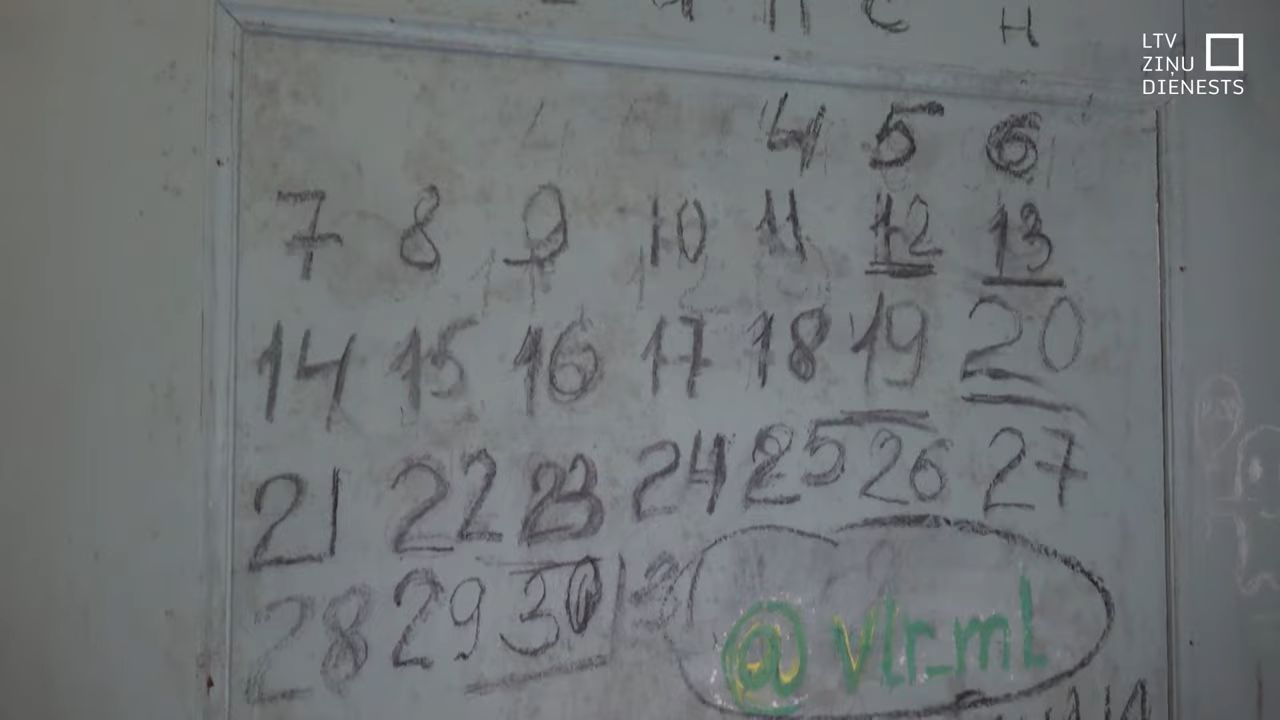 LTV
ZIŅU
DIENESTS
П С Н
4 5 6
7 8 9 10 11 12 13
14 15 16 17 18 19 20
21 22 23 24 25 26 27
28 29 30 31
@vlr_ml